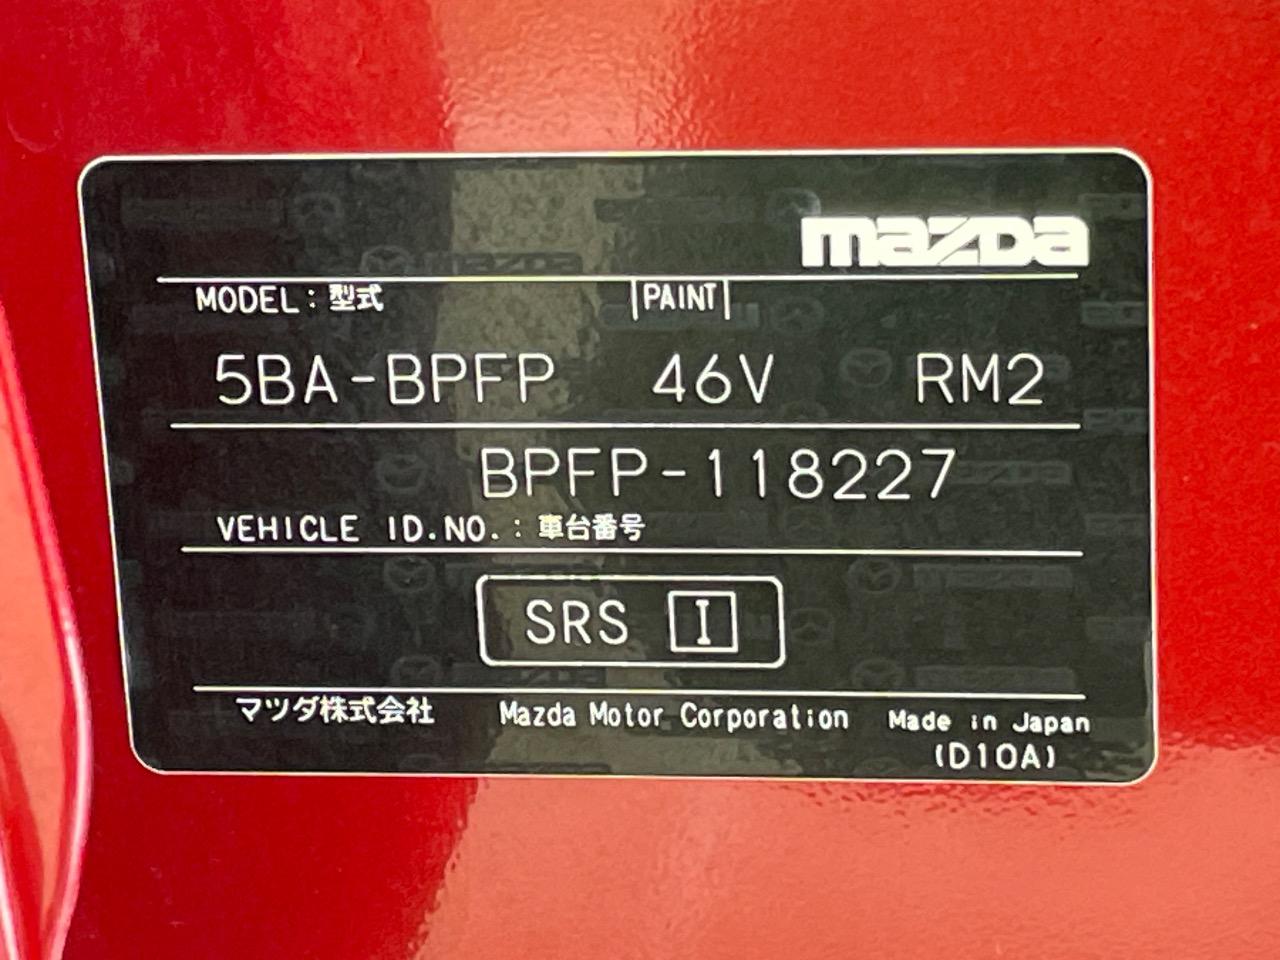 mazda
MODEL : 型式 PAINT
5BA-BPFP 46V RM2
BPFP-118227
VEHICLE ID.NO. : 車台番号
SRS I
マツダ株式会社 Mazda Motor Corporation Made in Japan
(D10A)